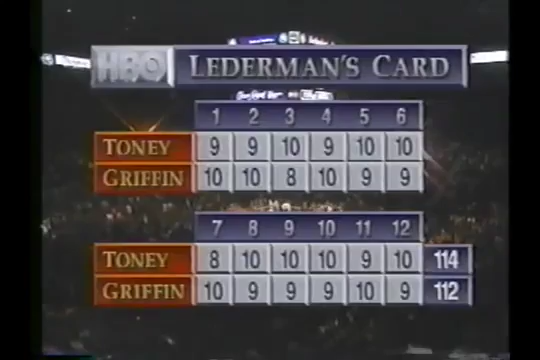 HBO LEDERMAN'S CARD
1 2 3 4 5 6
TONEY 9 9 10 9 10 10
GRIFFIN 10 10 8 10 9 9
7 8 9 10 11 12
TONEY 8 10 10 10 9 10 114
GRIFFIN 10 9 9 9 10 9 112